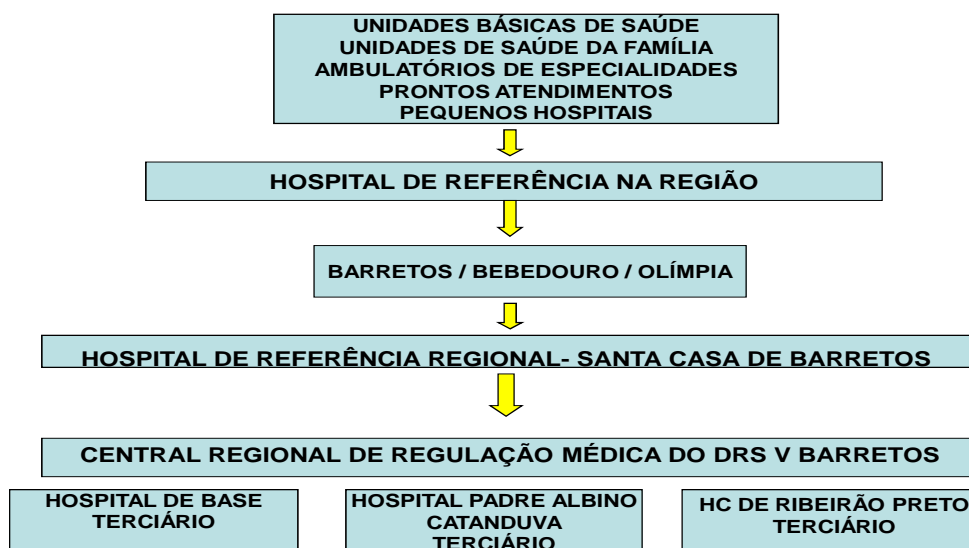 UNIDADES BÁSICAS DE SAÚDE
UNIDADES DE SAÚDE DA FAMÍLIA
AMBULATÓRIOS DE ESPECIALIDADES
PRONTOS ATENDIMENTOS
PEQUENOS HOSPITAIS
HOSPITAL DE REFERÊNCIA NA REGIÃO
BARRETOS / BEBEDOURO / OLÍMPIA
HOSPITAL DE REFERÊNCIA REGIONAL- SANTA CASA DE BARRETOS
CENTRAL REGIONAL DE REGULAÇÃO MÉDICA DO DRS V BARRETOS
HOSPITAL DE BASE
TERCIÁRIO
HOSPITAL PADRE ALBINO
CATANDUVA
TERCIÁRIO
HC DE RIBEIRÃO PRETO
TERCIÁRIO